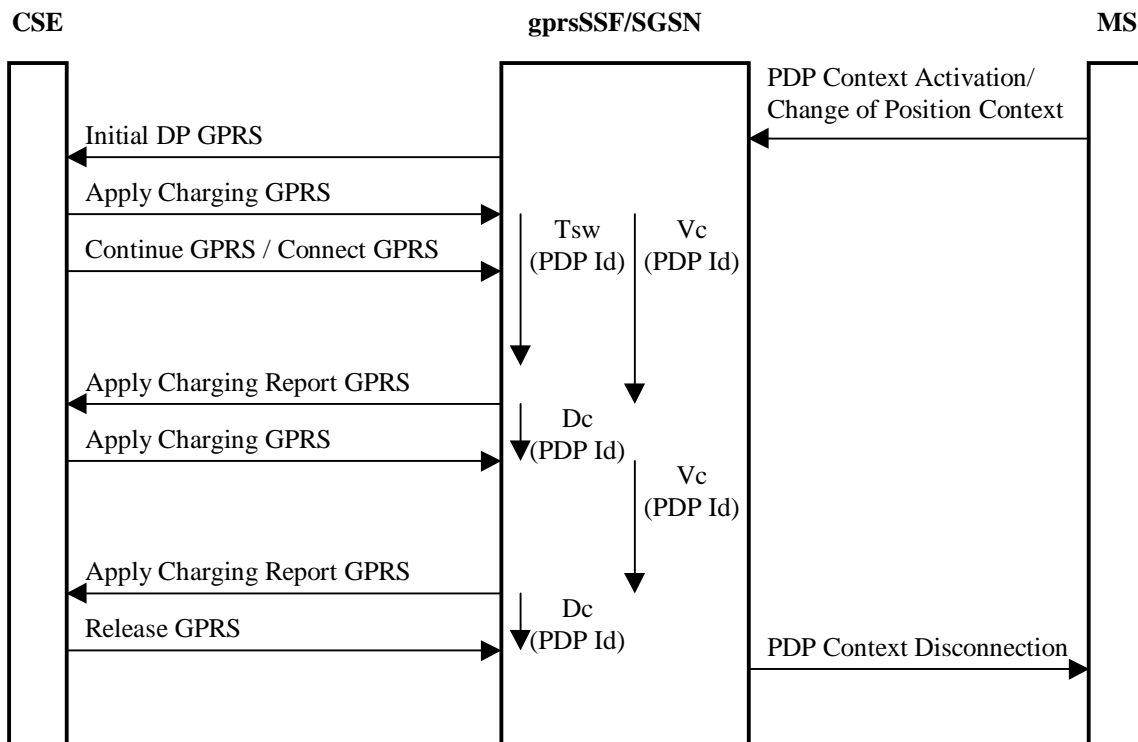 CSE
gprsSSF/SGSN
MS
PDP Context Activation/
Change of Position Context
Initial DP GPRS
Apply Charging GPRS
Tsw
(PDP Id)
Vc
(PDP Id)
Continue GPRS / Connect GPRS
Apply Charging Report GPRS
Dc
(PDP Id)
Apply Charging GPRS
Vc
(PDP Id)
Apply Charging Report GPRS
Dc
(PDP Id)
Release GPRS
PDP Context Disconnection